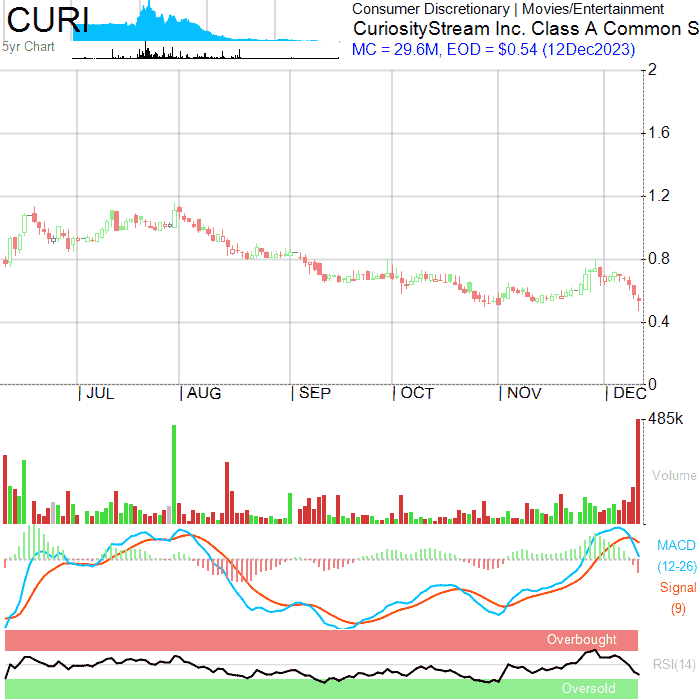 CURI
5yr Chart
Consumer Discretionary | Movies/Entertainment
CuriosityStream Inc. Class A Common S
MC = 29.6M, EOD = $0.54 (12Dec2023)
2
1.6
1.2
0.8
0.4
0
JUL
AUG
SEP
OCT
NOV
DEC
485k
Volume
MACD
(12-26)
Signal
(9)
Overbought
RSI(14)
Oversold